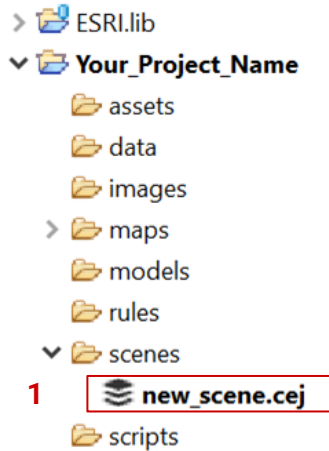 ESRI.lib
Your_Project_Name
assets
data
images
maps
models
rules
scenes
1 new_scene.cej
scripts